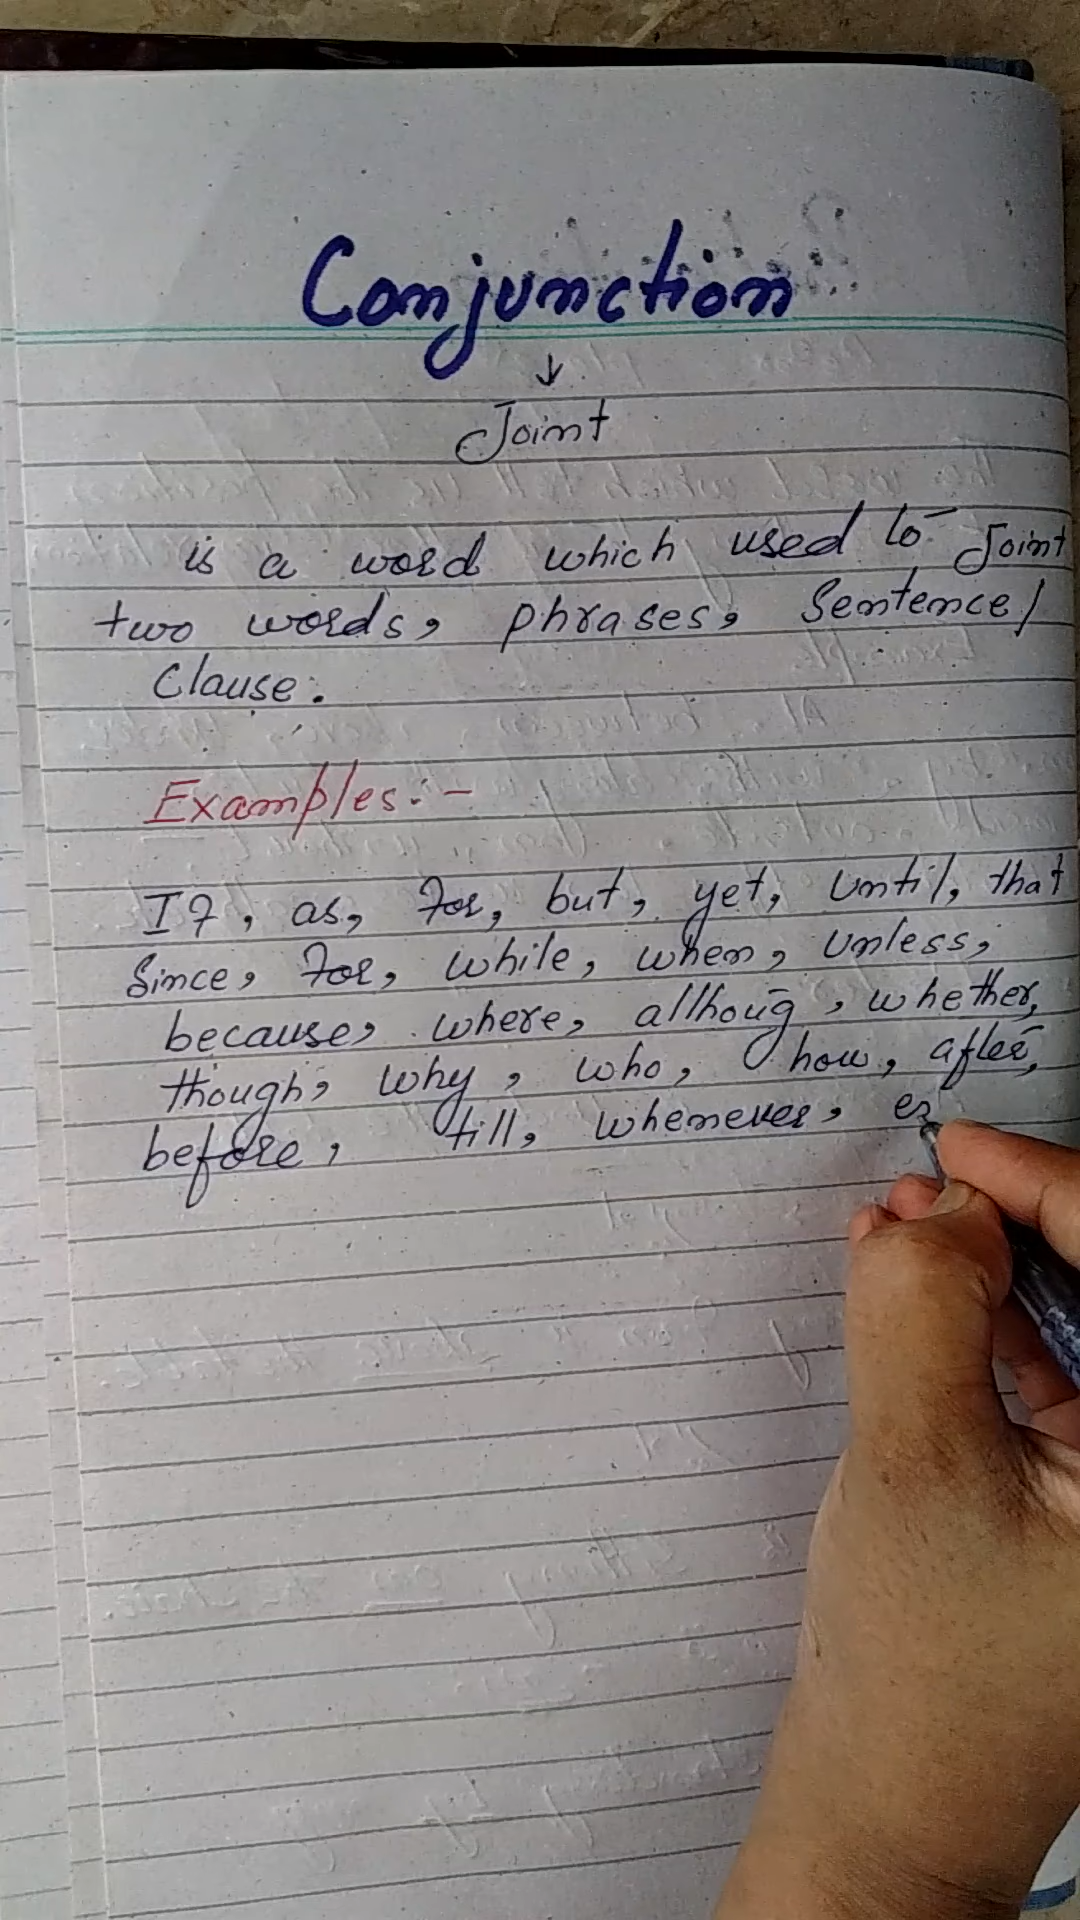 Conjunction
↓
Joint
is a word which used to Joint
two words, phrases, Sentence/
Clause.
Examples:-
If, as, For, but, yet, Until, that
Since, For, while, when, Unless,
because, where, althoug, whether,
though, why, who, how, after,
before, till, whenever,